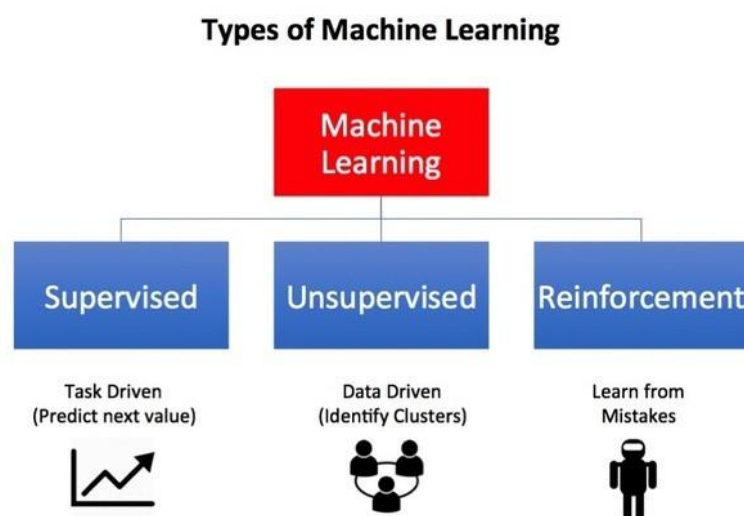 Types of Machine Learning
Machine
Learning
Supervised
Unsupervised
Reinforcement
Task Driven
(Predict next value)
Data Driven
(Identify Clusters)
Learn from
Mistakes